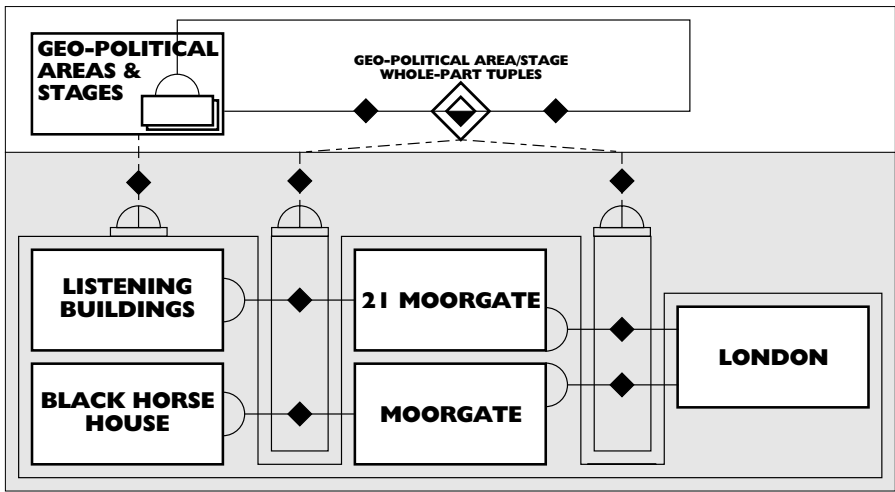 GEO-POLITICAL
AREAS &
STAGES
GEO-POLITICAL AREA/STAGE
WHOLE-PART TUPLES
LISTENING
BUILDINGS
21 MOORGATE
BLACK HORSE
HOUSE
MOORGATE
LONDON